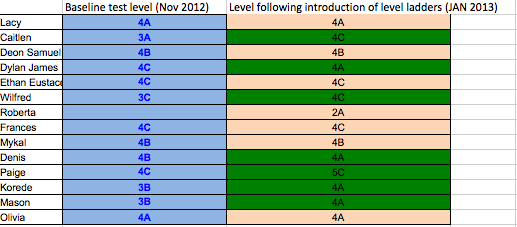 Baseline test level (Nov 2012) Level following introduction of level ladders (JAN 2013)
Lacy 4A 4A
Caitlen 3A 4C
Deon Samuel 4B 4B
Dylan James 4C 4A
Ethan Eustace 4C 4C
Wilfred 3C 4C
Roberta 2A
Frances 4C 4C
Mykal 4B 4B
Denis 4B 4A
Paige 4C 5C
Korede 3B 4A
Mason 3B 4A
Olivia 4A 4A